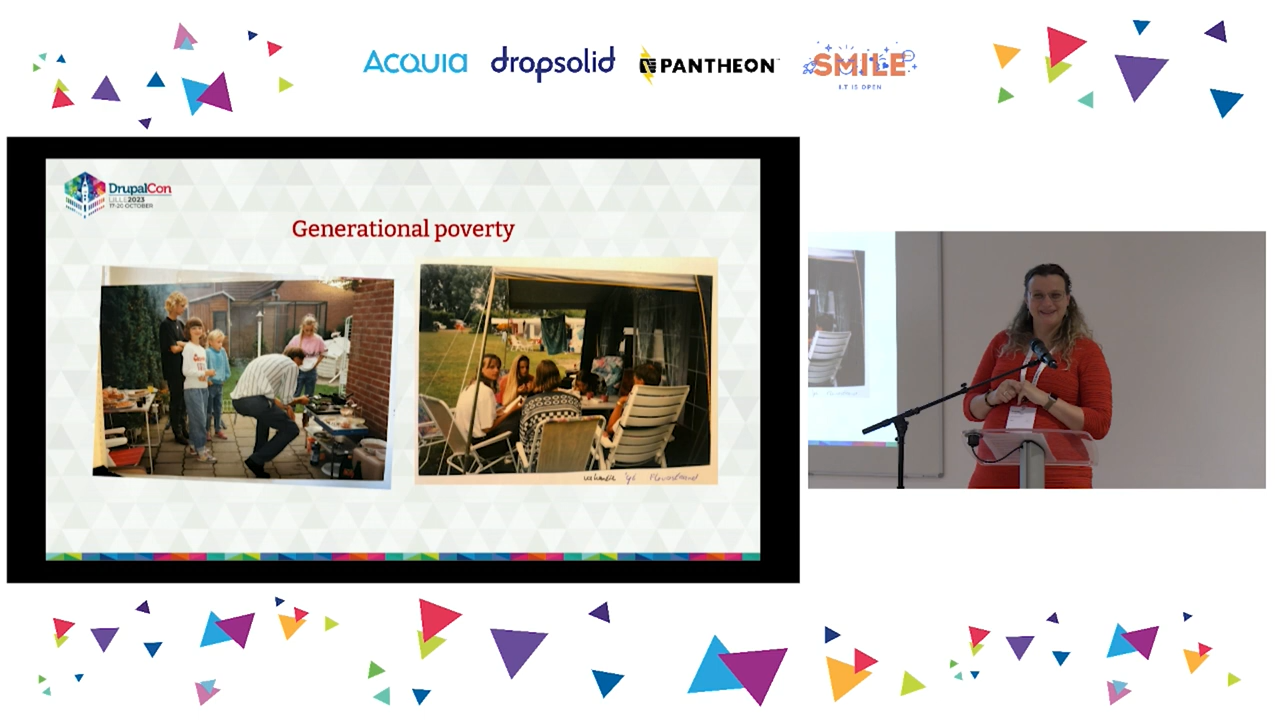 ACQUIA
dropsolid
PANTHEON
SMILE
I.T IS OPEN
DrupalCon
LILLE 2023
17-20 OCTOBER
Generational poverty